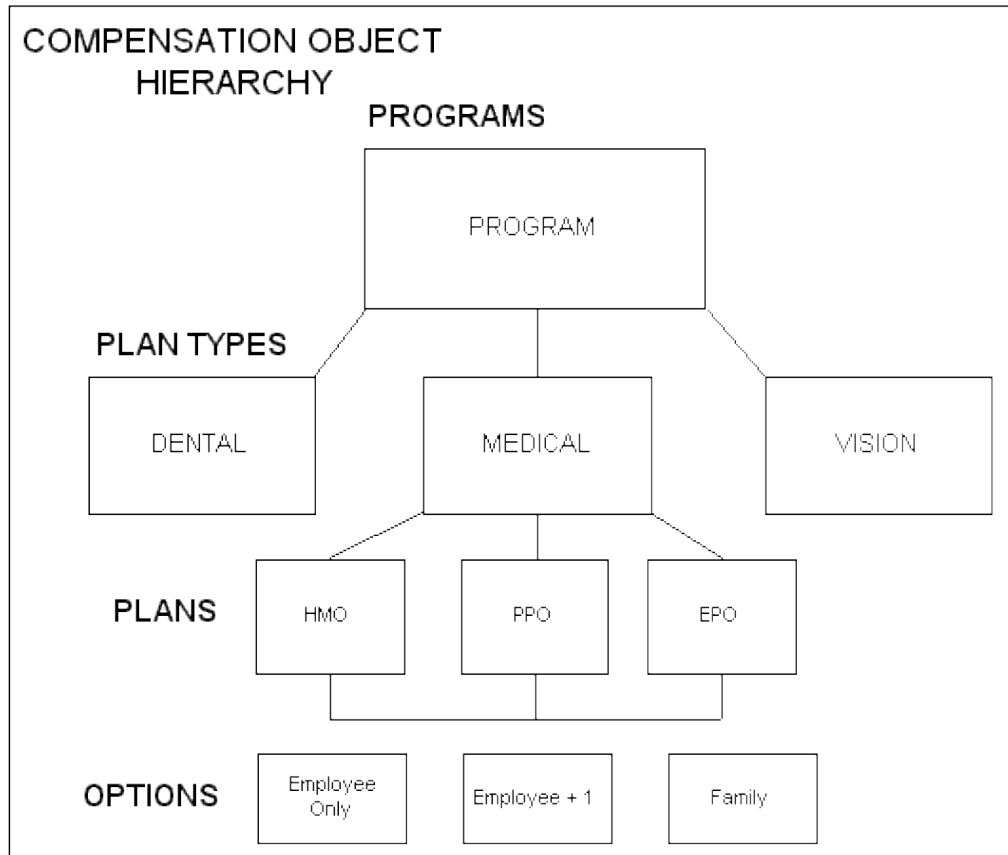 COMPENSATION OBJECT
HIERARCHY
PROGRAMS
PROGRAM
PLAN TYPES
DENTAL
MEDICAL
VISION
PLANS
HMO
PPO
EPO
OPTIONS
Employee
Only
Employee + 1
Family